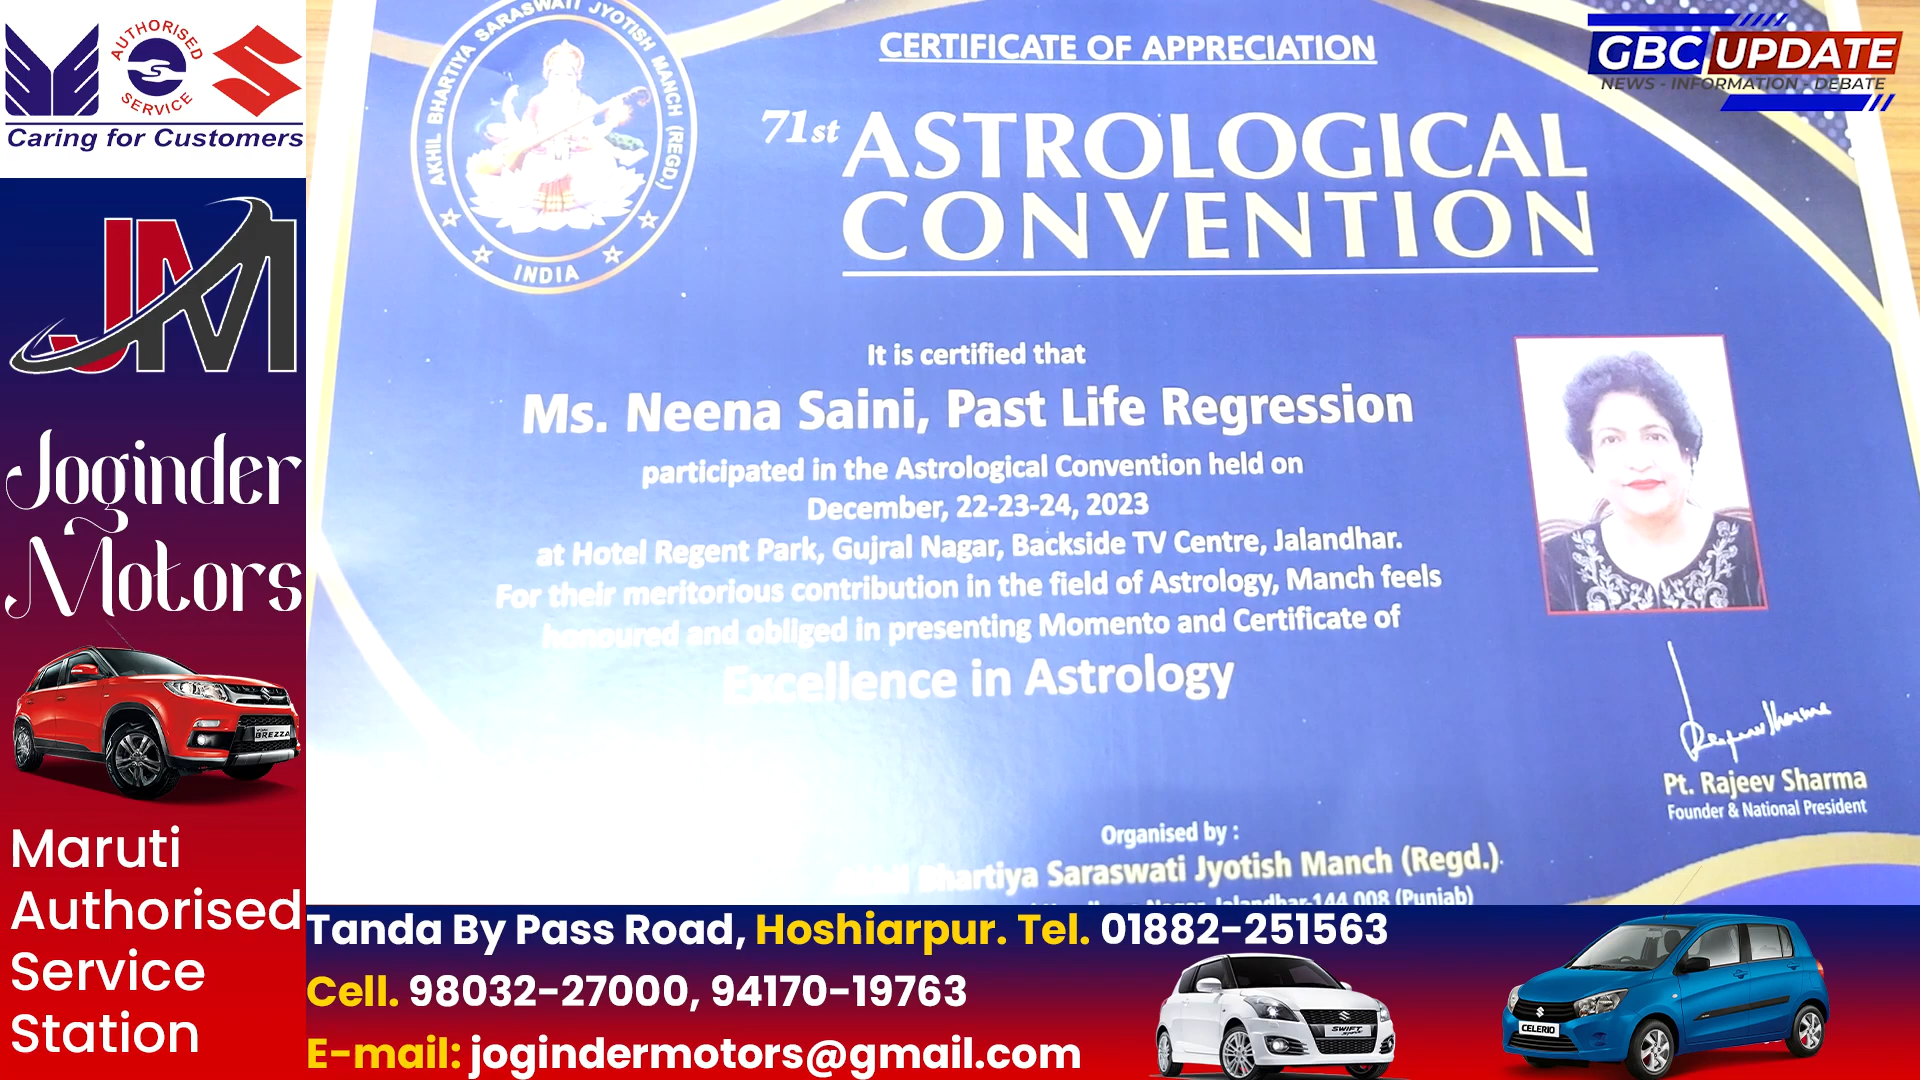 AUTHORISED
SERVICE
Caring for Customers
JM
Joginder
Motors
BREZZA
Maruti
Authorised
Service
Station
AKHIL BHARTIYA SARASWATI JYOTISH MANCH (REGD.)
INDIA
CERTIFICATE OF APPRECIATION
71st ASTROLOGICAL
CONVENTION
It is certified that
Ms. Neena Saini, Past Life Regression
participated in the Astrological Convention held on
December, 22-23-24, 2023
at Hotel Regent Park, Gujral Nagar, Backside TV Centre, Jalandhar.
For their meritorious contribution in the field of Astrology, Manch feels
honoured and obliged in presenting Momento and Certificate of
Excellence in Astrology
Pt. Rajeev Sharma
Founder & National President
Organised by :
Bhartiya Saraswati Jyotish Manch (Regd.)
Nagar, Jalandhar-144 008 (Punjab)
GBC UPDATE
NEWS - INFORMATION - DEBATE
Tanda By Pass Road, Hoshiarpur. Tel. 01882-251563
Cell. 98032-27000, 94170-19763
E-mail: jogindermotors@gmail.com
SWIFT
CELERIO